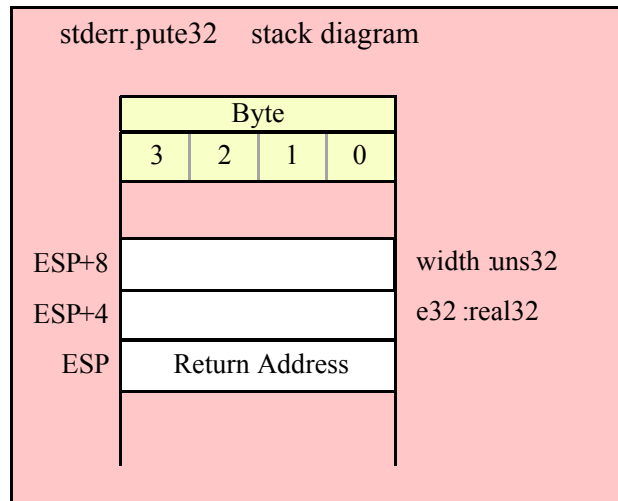 stderr.pute32 stack diagram
Byte
3 2 1 0
ESP+8 width :uns32
ESP+4 e32 :real32
ESP Return Address